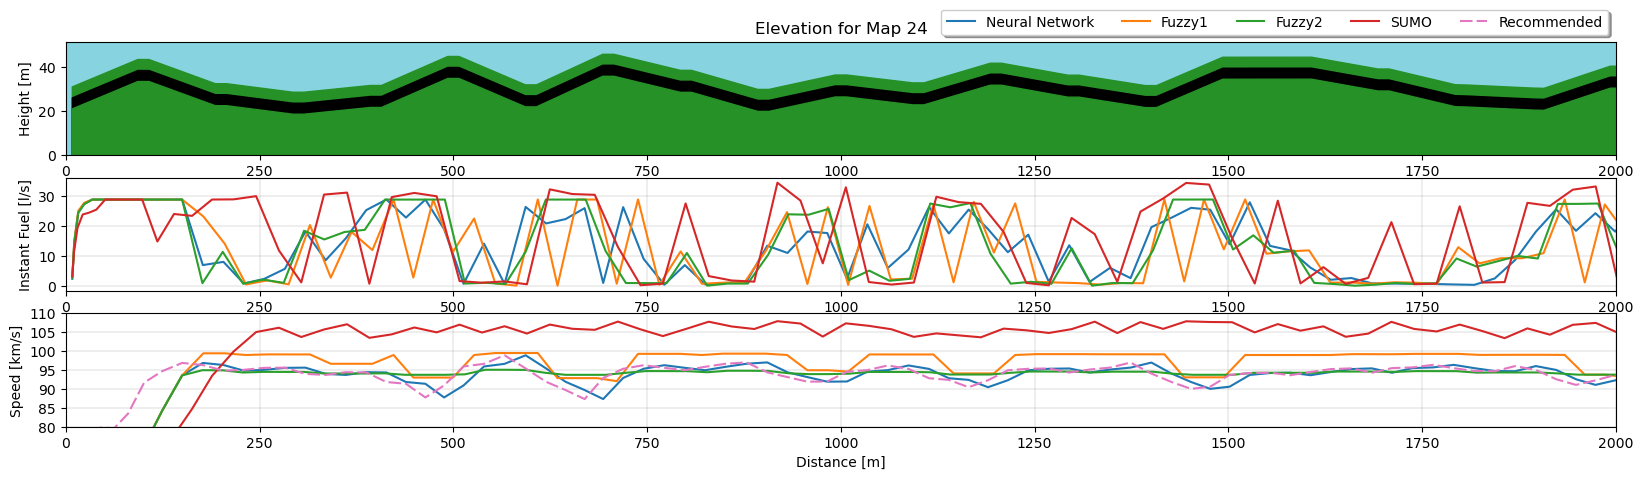 Elevation for Map 24
Neural Network Fuzzy1 Fuzzy2 SUMO Recommended
Height [m]
40
20
0
0 250 500 750 1000 1250 1500 1750 2000
Instant Fuel [l/s]
30
20
10
0
0 250 500 750 1000 1250 1500 1750 2000
Speed [km/s]
110
105
100
95
90
85
80
0 250 500 750 1000 1250 1500 1750 2000
Distance [m]